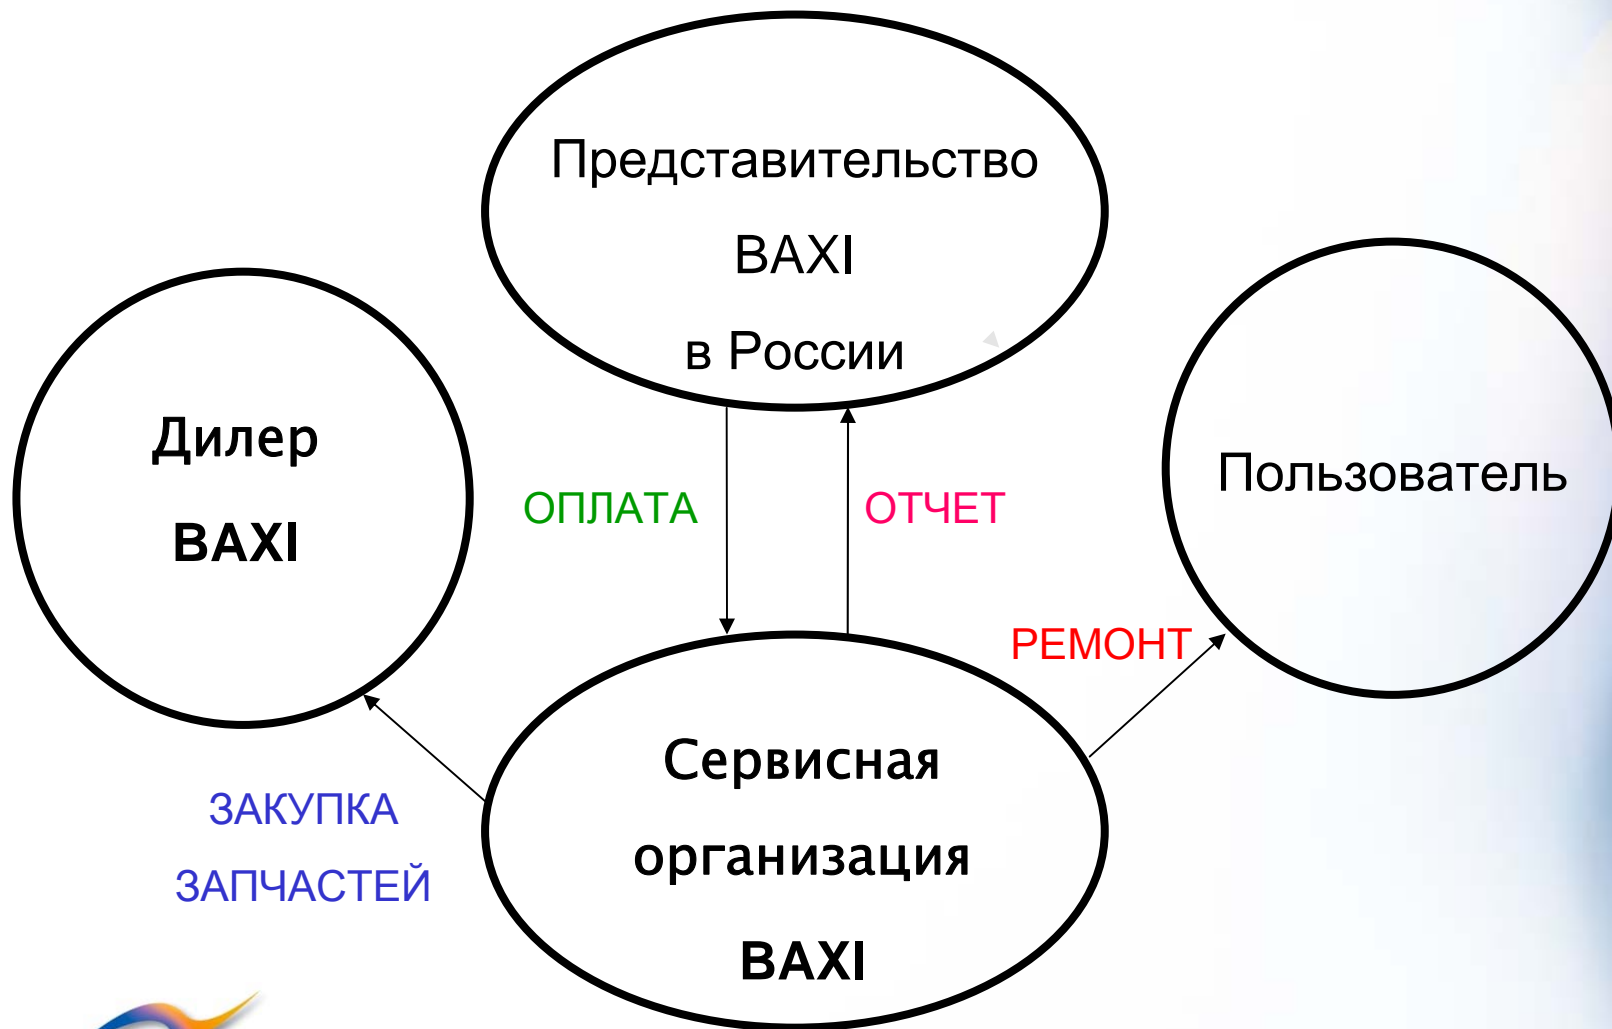 Представительство
BAXI
в России
Дилер
BAXI
Пользователь
ОПЛАТА
ОТЧЕТ
РЕМОНТ
ЗАКУПКА
ЗАПЧАСТЕЙ
Сервисная
организация
BAXI